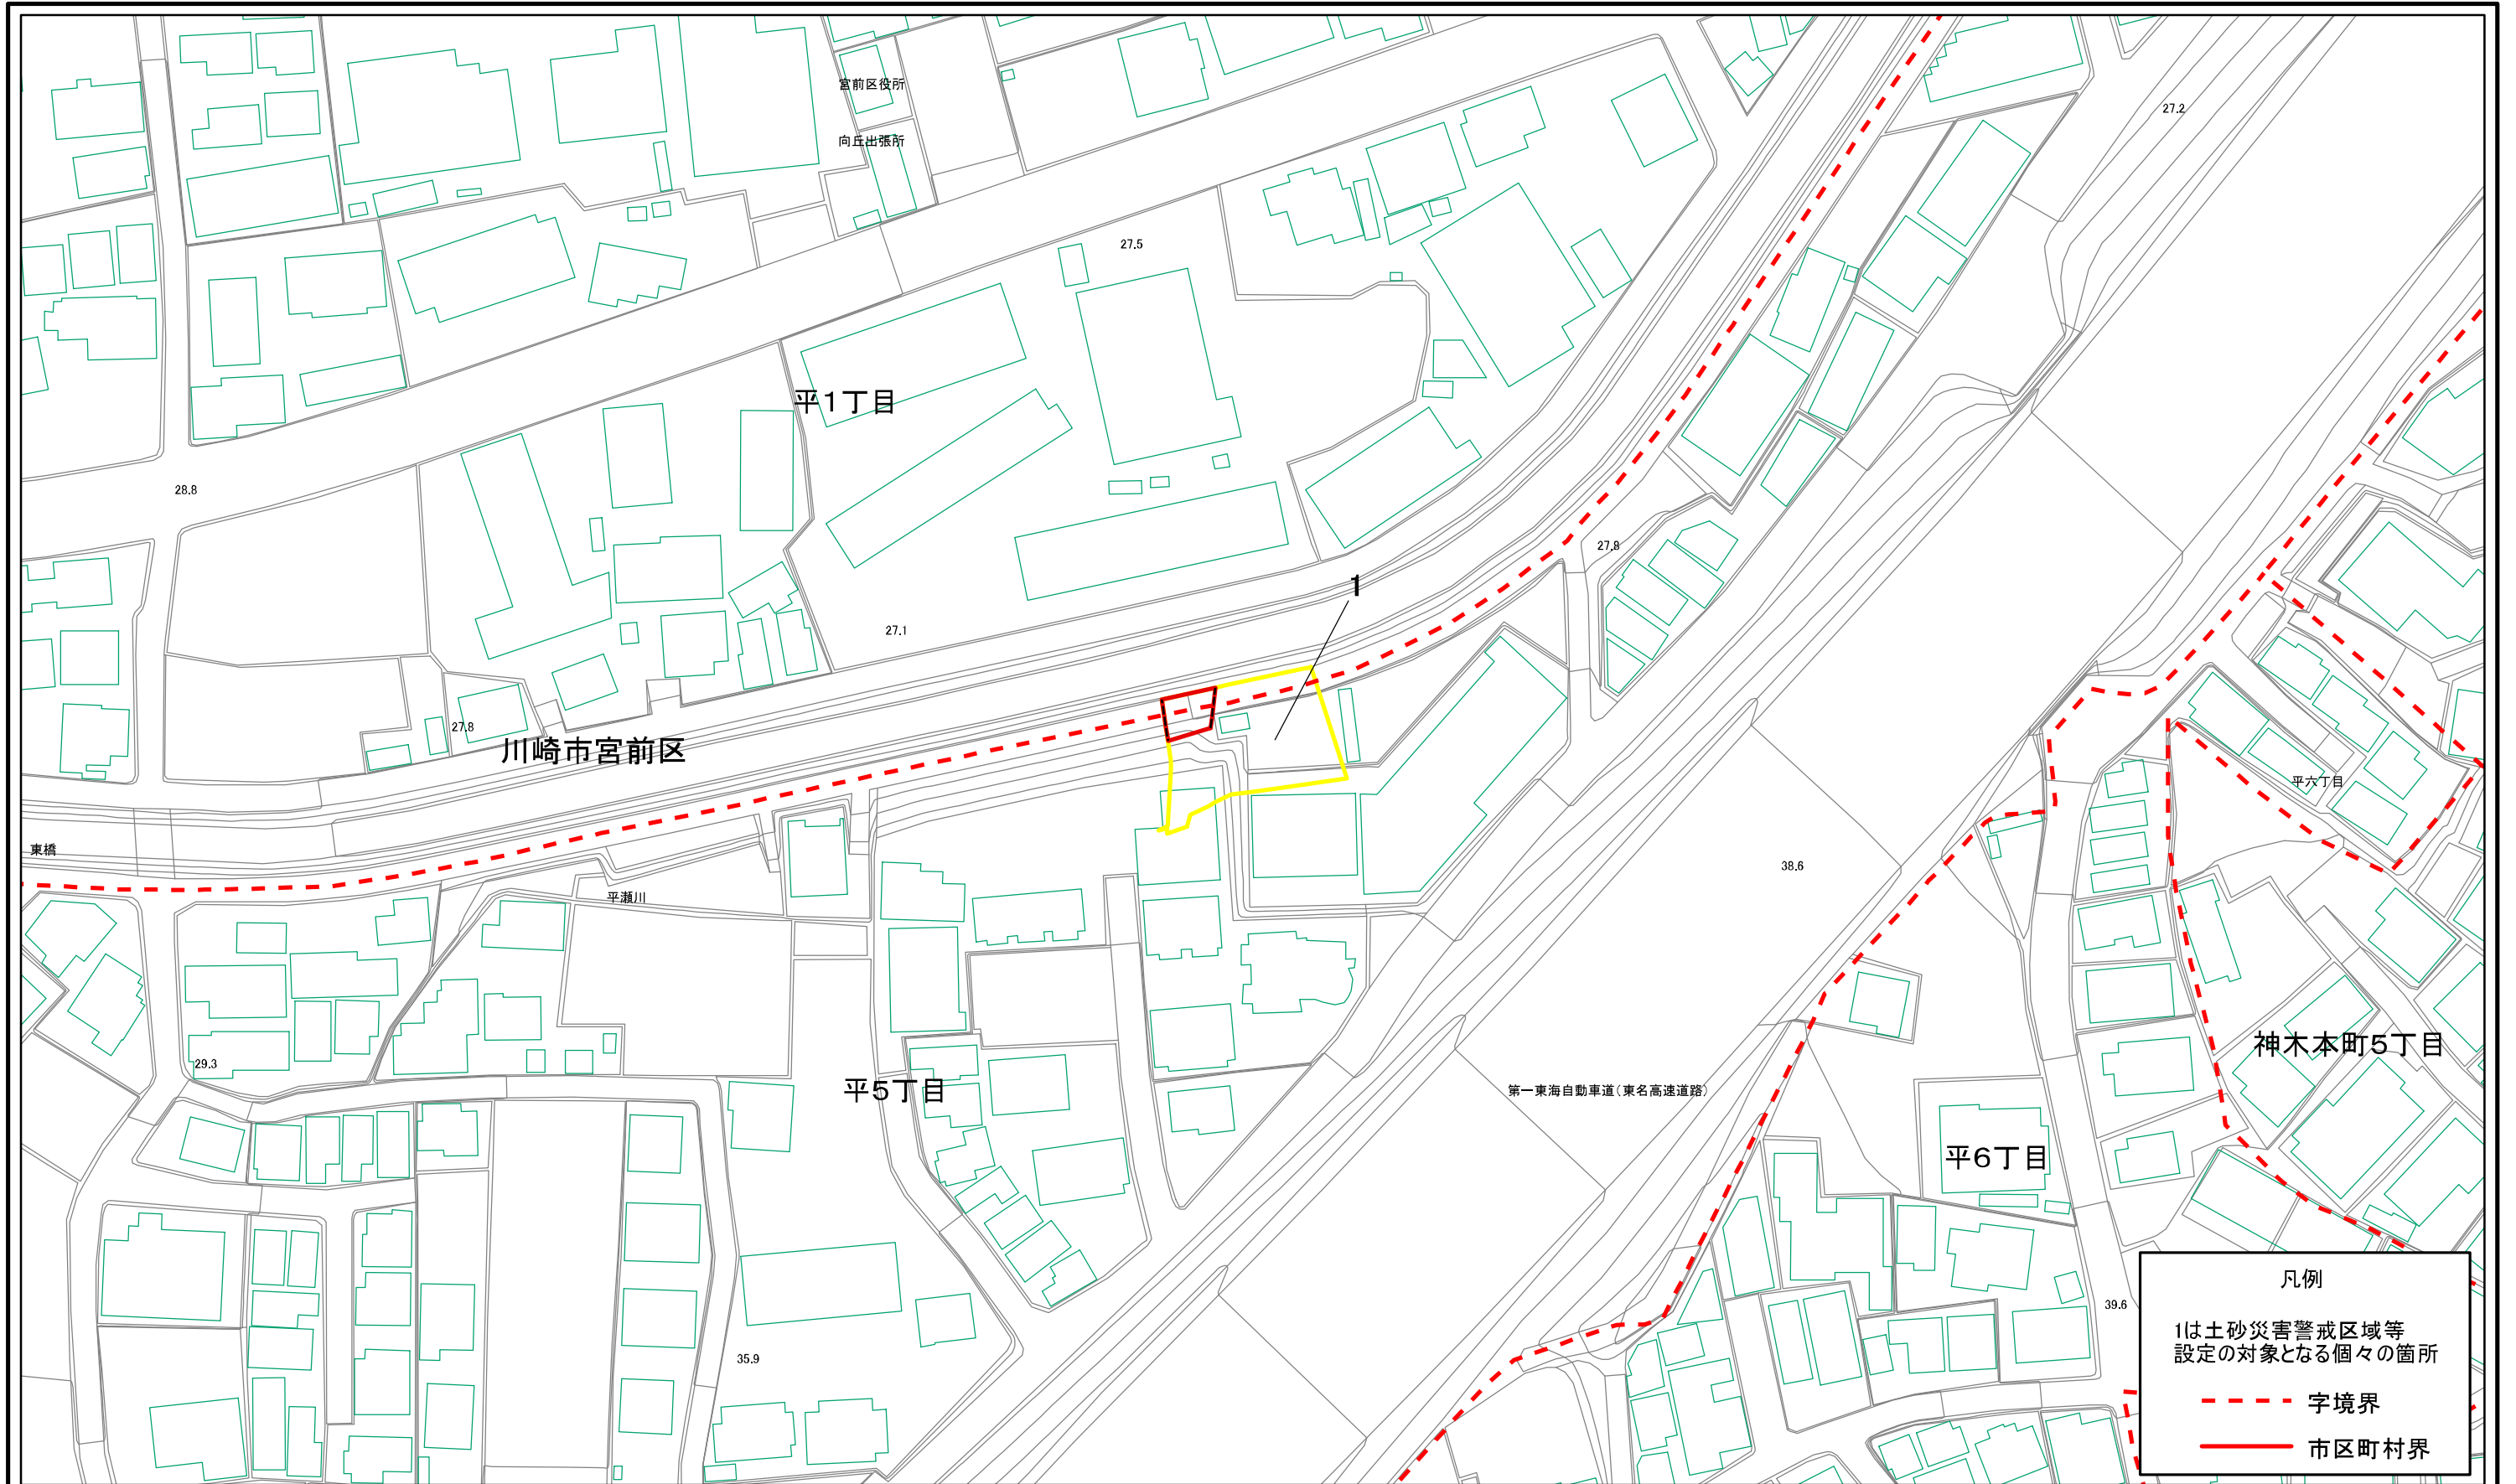 宮前区役所
向丘出張所
27.2
27.5
平1丁目
28.8
27.8
1
27.1
27.8
川崎市宮前区
平六丁目
東橋
38.6
平瀬川
29.3
神木本町5丁目
平5丁目
第一東海自動車道(東名高速道路)
平6丁目
39.6
35.9
凡例
1は土砂災害警戒区域等
設定の対象となる個々の箇所
字境界
市区町村界